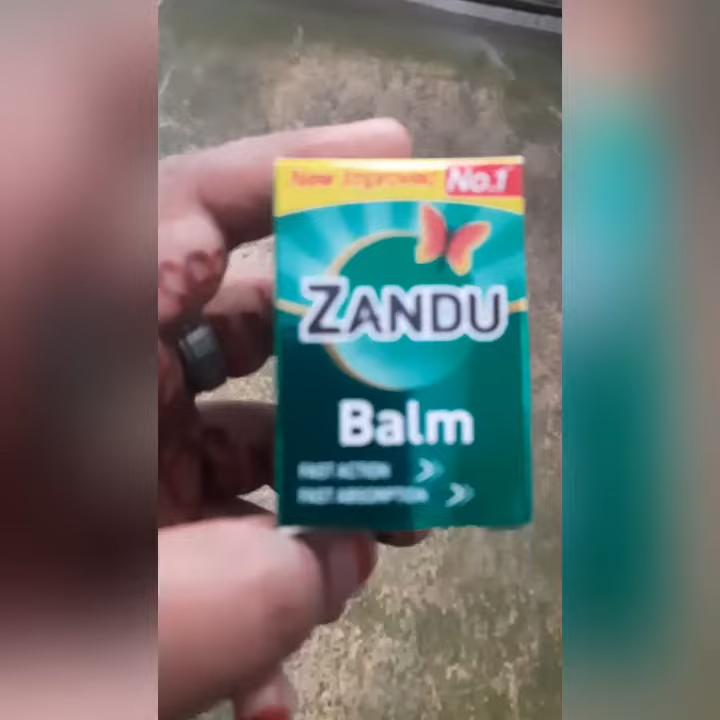 New Improved No.1
ZANDU
Balm
FAST ACTION
FAST ABSORPTION